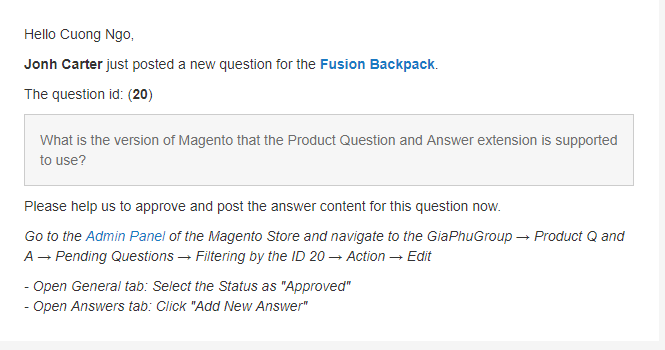 Hello Cuong Ngo,
Jonh Carter just posted a new question for the Fusion Backpack.
The question id: (20)
What is the version of Magento that the Product Question and Answer extension is supported
to use?
Please help us to approve and post the answer content for this question now.
Go to the Admin Panel of the Magento Store and navigate to the GiaPhuGroup → Product Q and
A → Pending Questions → Filtering by the ID 20 → Action → Edit
- Open General tab: Select the Status as "Approved"
- Open Answers tab: Click "Add New Answer"